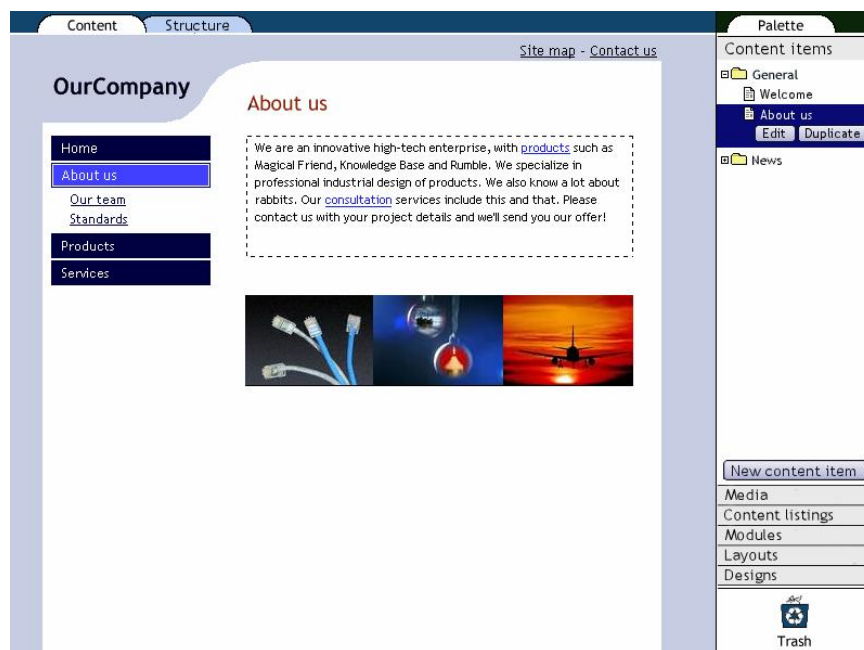 Content Structure
Palette
Site map - Contact us
OurCompany
About us
Home
About us
Our team
Standards
Products
Services
We are an innovative high-tech enterprise, with products such as
Magical Friend, Knowledge Base and Rumble. We specialize in
professional industrial design of products. We also know a lot about
rabbits. Our consultation services include this and that. Please
contact us with your project details and we'll send you our offer!
Content items
General
Welcome
About us
Edit Duplicate
News
New content item
Media
Content listings
Modules
Layouts
Designs
Trash